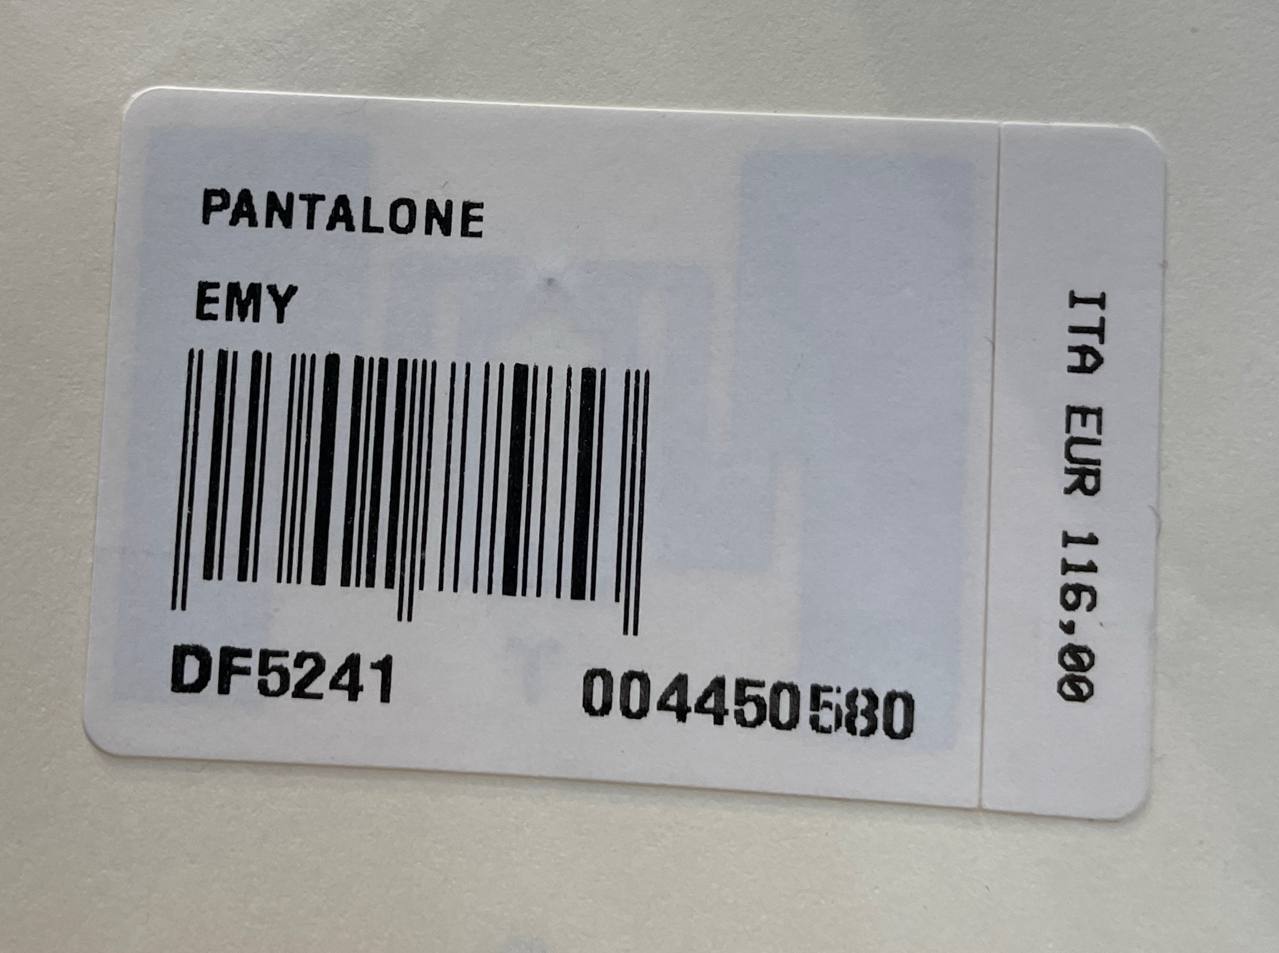 PANTALONE
EMY
DF5241 004450580
ITA EUR 116,00